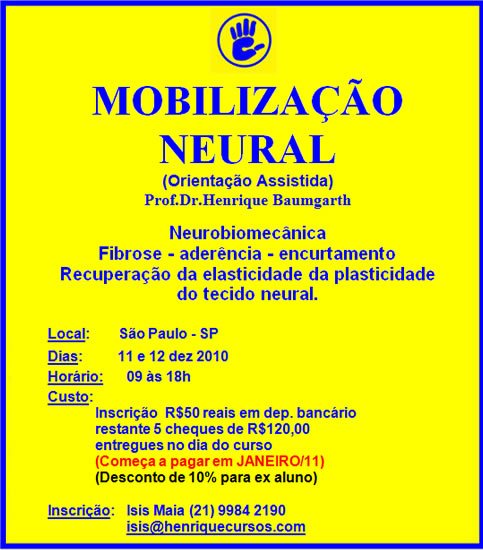 MOBILIZAÇÃO
NEURAL
(Orientação Assistida)
Prof.Dr.Henrique Baumgarth
Neurobiomecânica
Fibrose - aderência - encurtamento
Recuperação da elasticidade da plasticidade
do tecido neural.
Local: São Paulo - SP
Dias: 11 e 12 dez 2010
Horário: 09 às 18h
Custo:
Inscrição R$50 reais em dep. bancário
restante 5 cheques de R$120,00
entregues no dia do curso
(Começa a pagar em JANEIRO/11)
(Desconto de 10% para ex aluno)
Inscrição: Isis Maia (21) 9984 2190
isis@henriquecursos.com